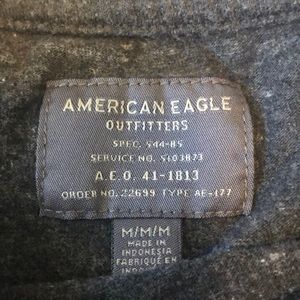 AMERICAN EAGLE
OUTFITTERS
SPEC. 544-85
SERVICE NO. 5103873
A.E.O. 41-1813
ORDER NO. 22699 TYPE AE-177
M/M/M
MADE IN
INDONESIA
FABRIQUÉ EN